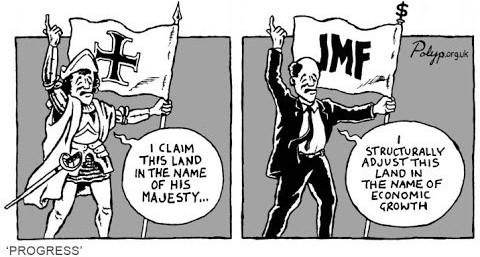 I CLAIM
THIS LAND
IN THE NAME
OF HIS
MAJESTY...
$
IMF
Polyp.org.uk
I
STRUCTURALLY
ADJUST THIS
LAND IN
THE NAME OF
ECONOMIC
GROWTH
'PROGRESS'